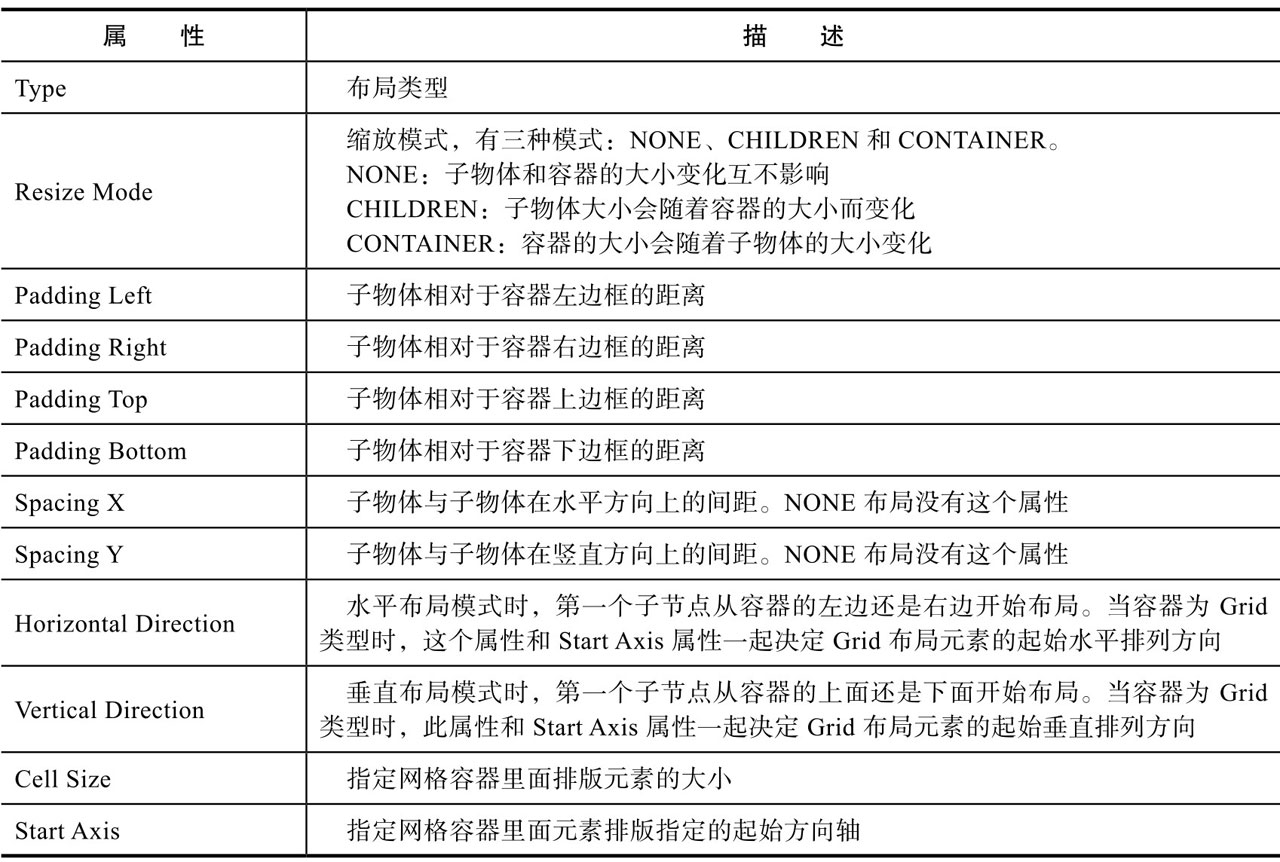 属 性 描 述
Type 布局类型
缩放模式，有三种模式：NONE、CHILDREN 和 CONTAINER。
NONE：子物体和容器的大小变化互不影响
Resize Mode
CHILDREN：子物体大小会随着容器的大小而变化
CONTAINER：容器的大小会随着子物体的大小变化
Padding Left 子物体相对于容器左边框的距离
Padding Right 子物体相对于容器右边框的距离
Padding Top 子物体相对于容器上边框的距离
Padding Bottom 子物体相对于容器下边框的距离
Spacing X 子物体与子物体在水平方向上的间距。NONE 布局没有这个属性
Spacing Y 子物体与子物体在竖直方向上的间距。NONE 布局没有这个属性
Horizontal Direction
水平布局模式时，第一个子节点从容器的左边还是右边开始布局。当容器为 Grid
类型时，这个属性和 Start Axis 属性一起决定 Grid 布局元素的起始水平排列方向
Vertical Direction
垂直布局模式时，第一个子节点从容器的上面还是下面开始布局。当容器为 Grid
类型时，此属性和 Start Axis 属性一起决定 Grid 布局元素的起始垂直排列方向
Cell Size 指定网格容器里面排版元素的大小
Start Axis 指定网格容器里面元素排版指定的起始方向轴